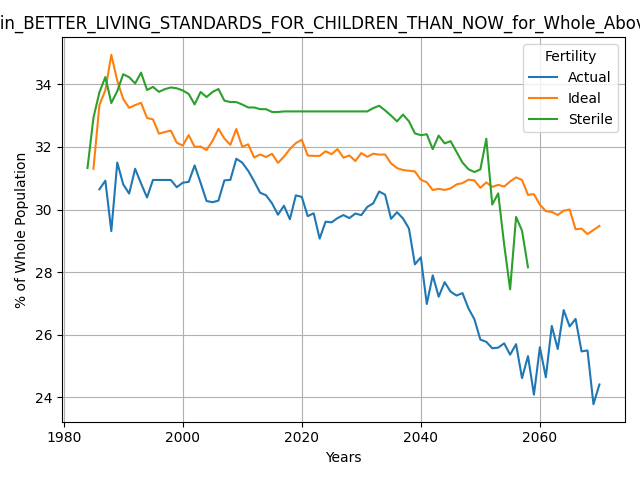 in_BETTER_LIVING_STANDARDS_FOR_CHILDREN_THAN_NOW_for_Whole_Abov
Fertility
Actual
Ideal
Sterile
% of Whole Population
34
32
30
28
26
24
1980 2000 2020 2040 2060
Years